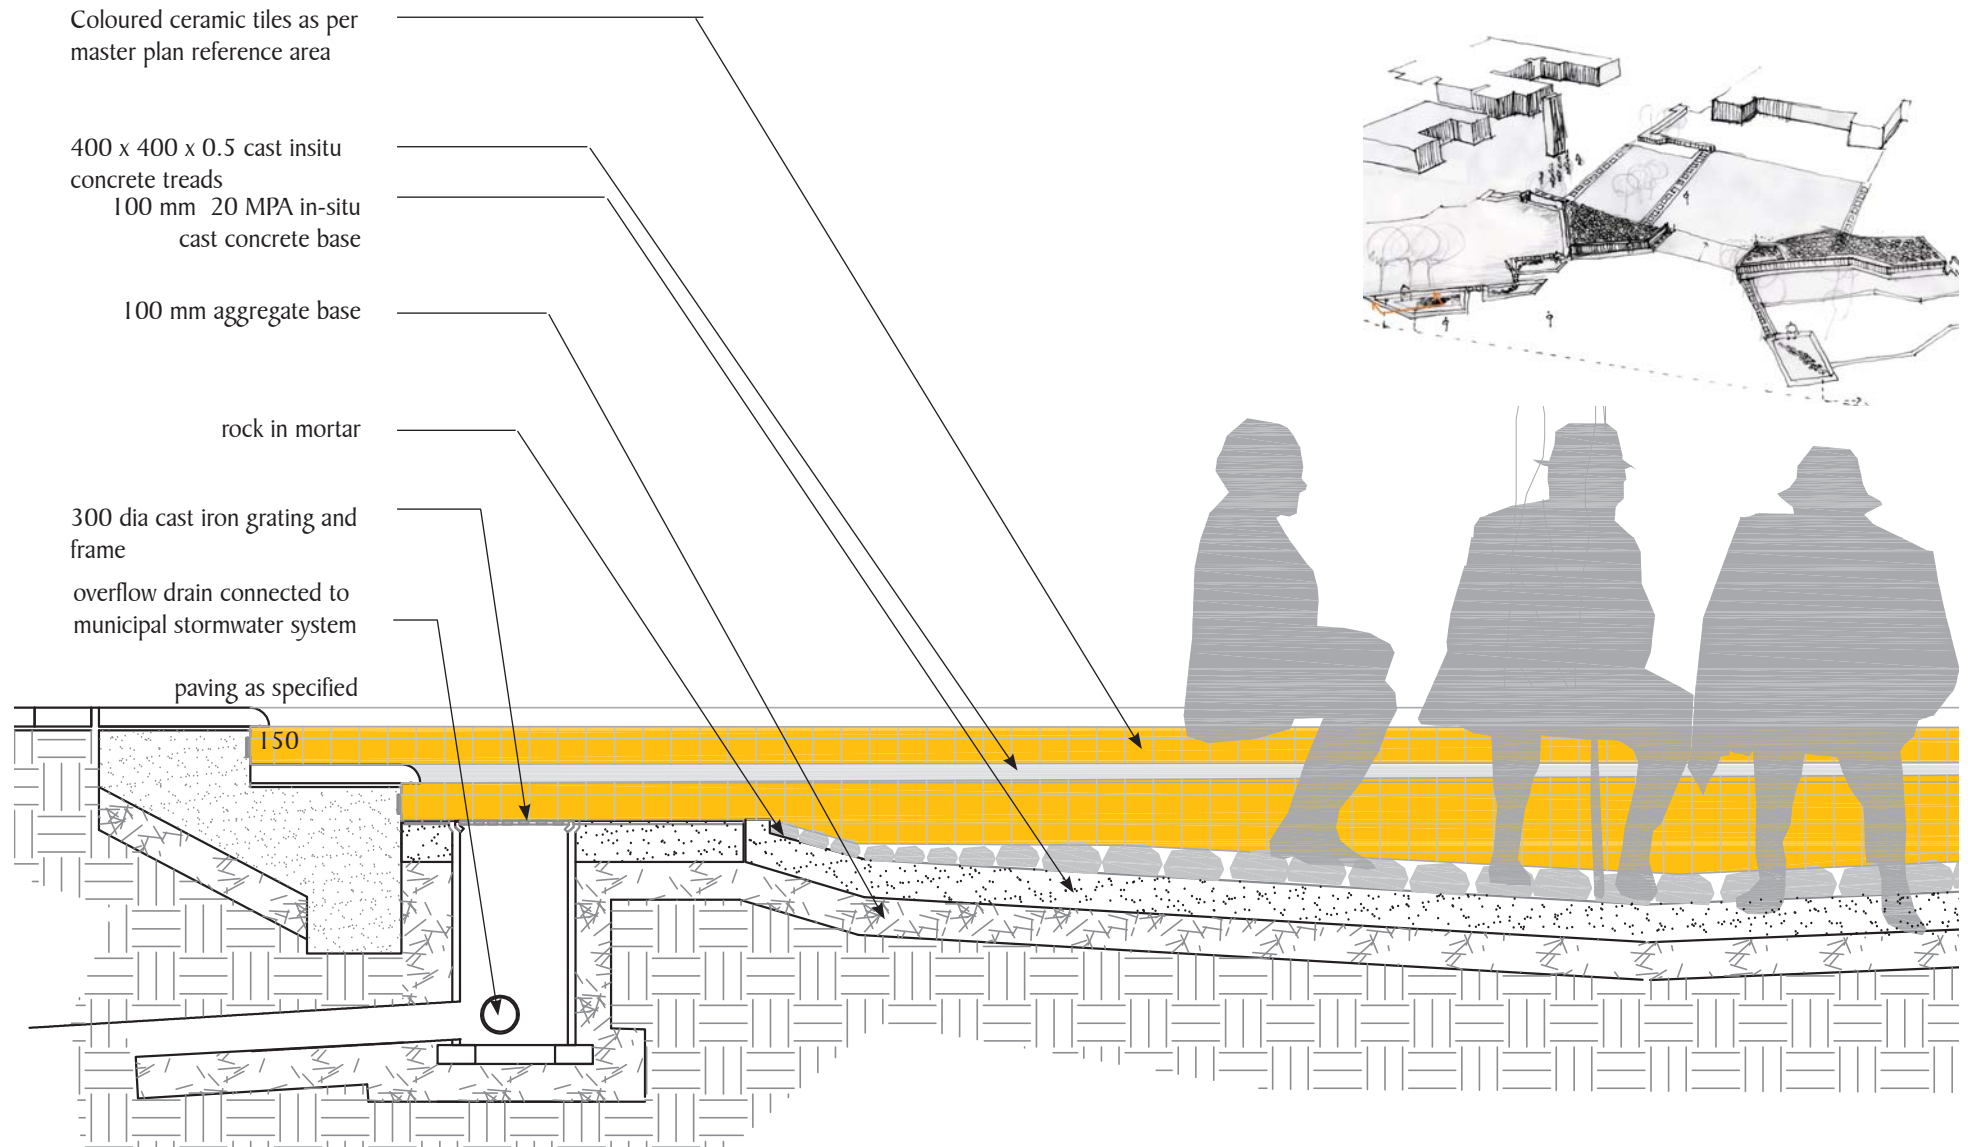 Coloured ceramic tiles as per
master plan reference area
400 x 400 x 0.5 cast insitu
concrete treads
100 mm 20 MPA in-situ
cast concrete base
100 mm aggregate base
rock in mortar
300 dia cast iron grating and
frame
overflow drain connected to
municipal stormwater system
paving as specified
150